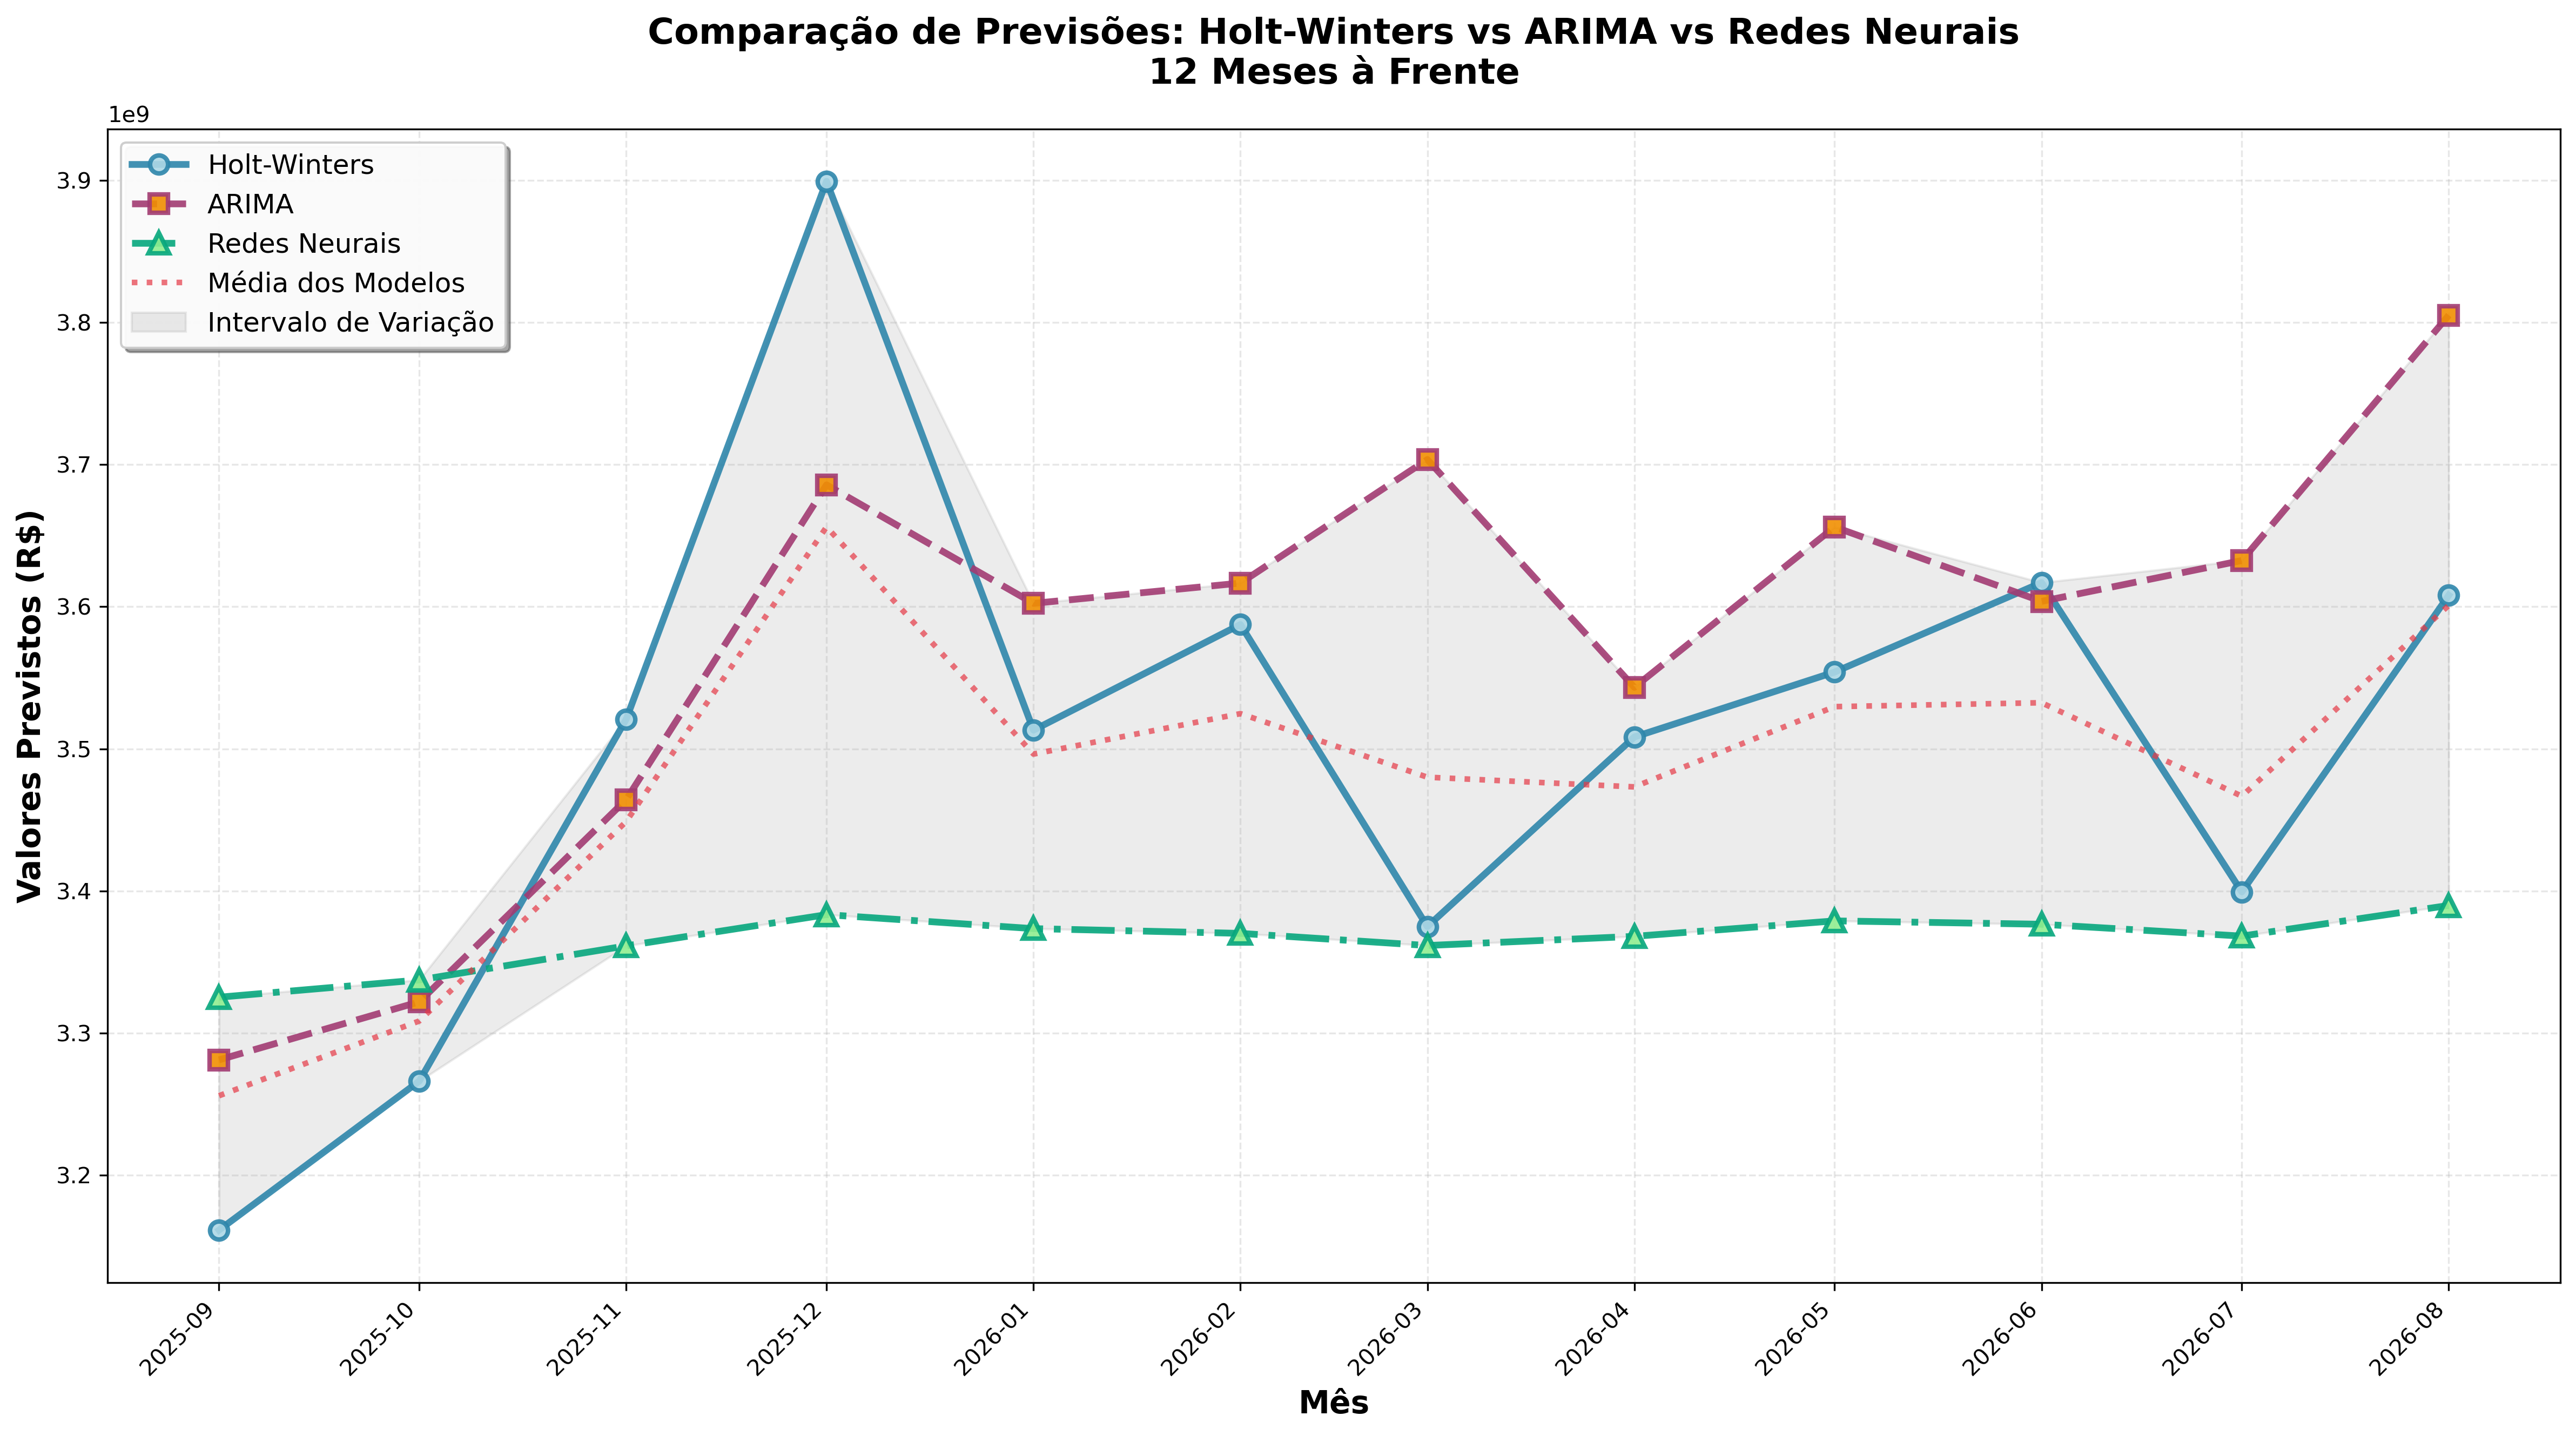 Comparação de Previsões: Holt-Winters vs ARIMA vs Redes Neurais
12 Meses à Frente
1e9
Holt-Winters
ARIMA
Redes Neurais
Média dos Modelos
Intervalo de Variação
3.9
3.8
3.7
3.6
3.5
3.4
3.3
3.2
Valores Previstos (R$)
2025-09
2025-10
2025-11
2025-12
2026-01
2026-02
2026-03
2026-04
2026-05
2026-06
2026-07
2026-08
Mês